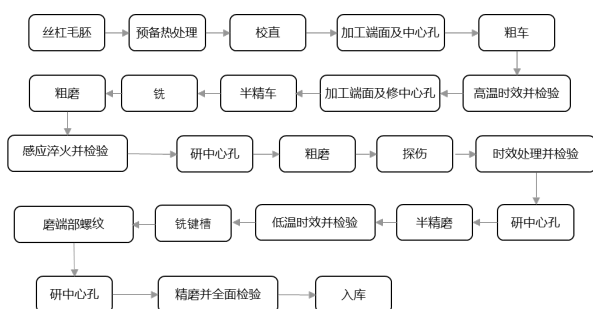 丝杠毛胚
预备热处理
校直
加工端面及中心孔
粗车
高温时效并检验
加工端面及修中心孔
半精车
铣
粗磨
感应淬火并检验
研中心孔
粗磨
探伤
时效处理并检验
研中心孔
半精磨
低温时效并检验
铣键槽
磨端部螺纹
研中心孔
精磨并全面检验
入库